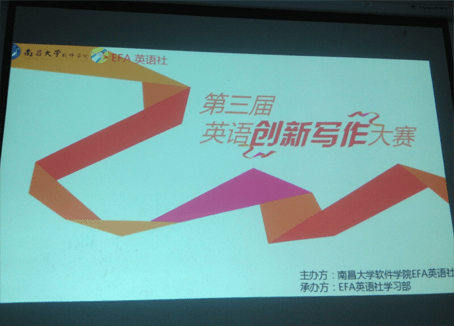 南昌大学软件学院 EFA 英语社
第三届
英语创新写作大赛
主办方：南昌大学软件学院EFA英语社
承办方：EFA英语社学习部